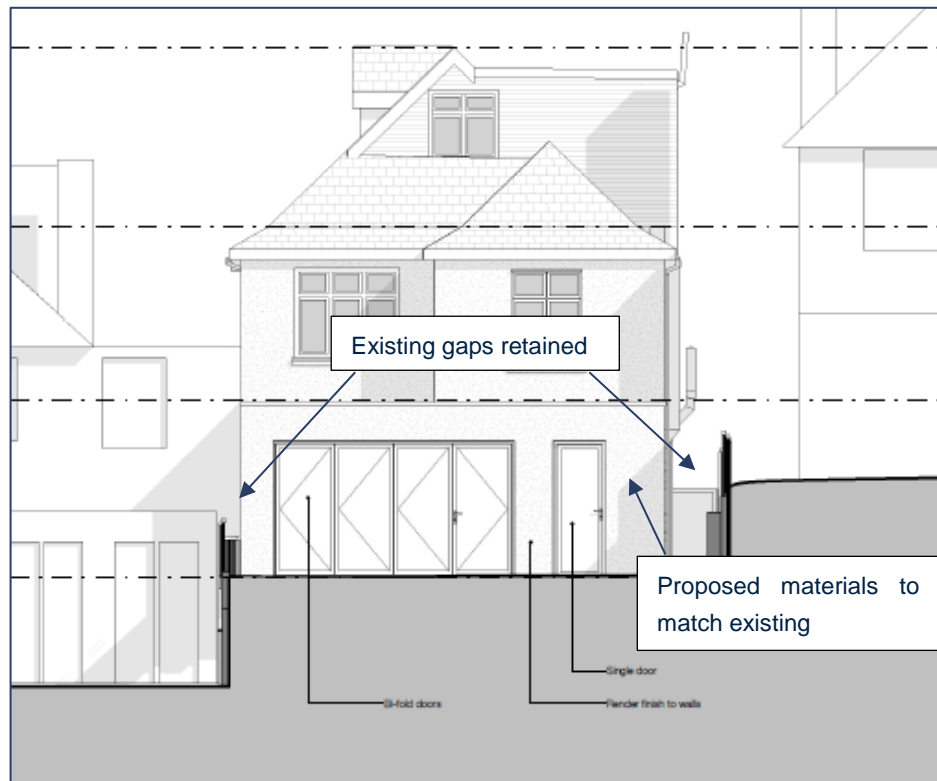 Existing gaps retained
Proposed materials to
match existing
Single door
Bi-fold doors
Render finish to walls